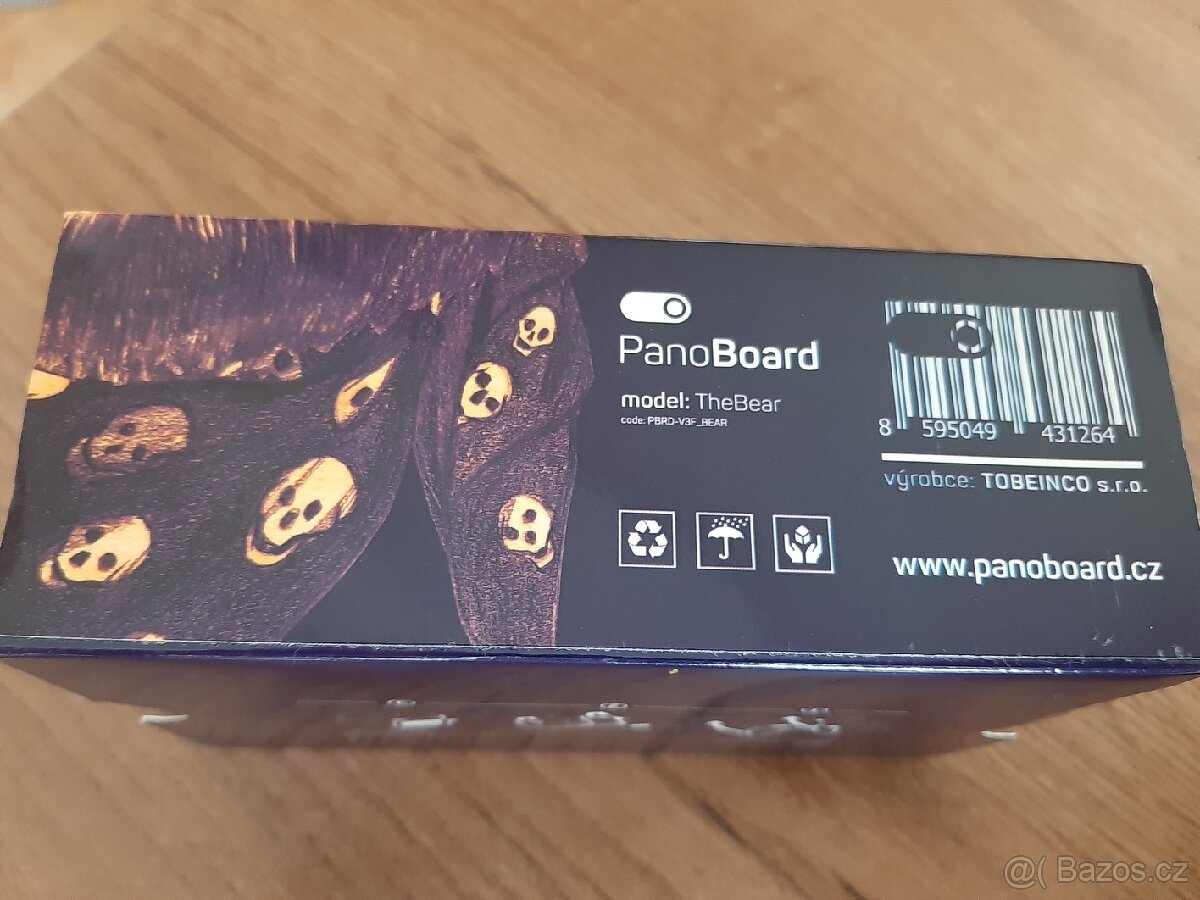 PanoBoard
model: TheBear
code: PBRD-V3F_BEAR
8 595049 431264
výrobce: TOBEINCO s.r.o.
www.panoboard.cz
@( Bazos.cz